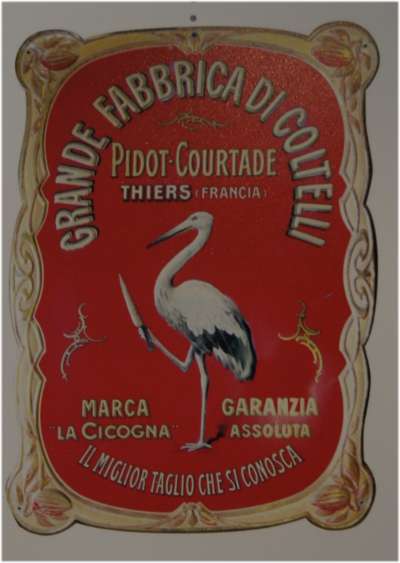 GRANDE FABBRICA DI COLTELLI
PIDOT-COURTADE
THIERS (FRANCIA)
MARCA
"LA CICOGNA"
GARANZIA
ASSOLUTA
IL MIGLIOR TAGLIO CHE SI CONOSCA